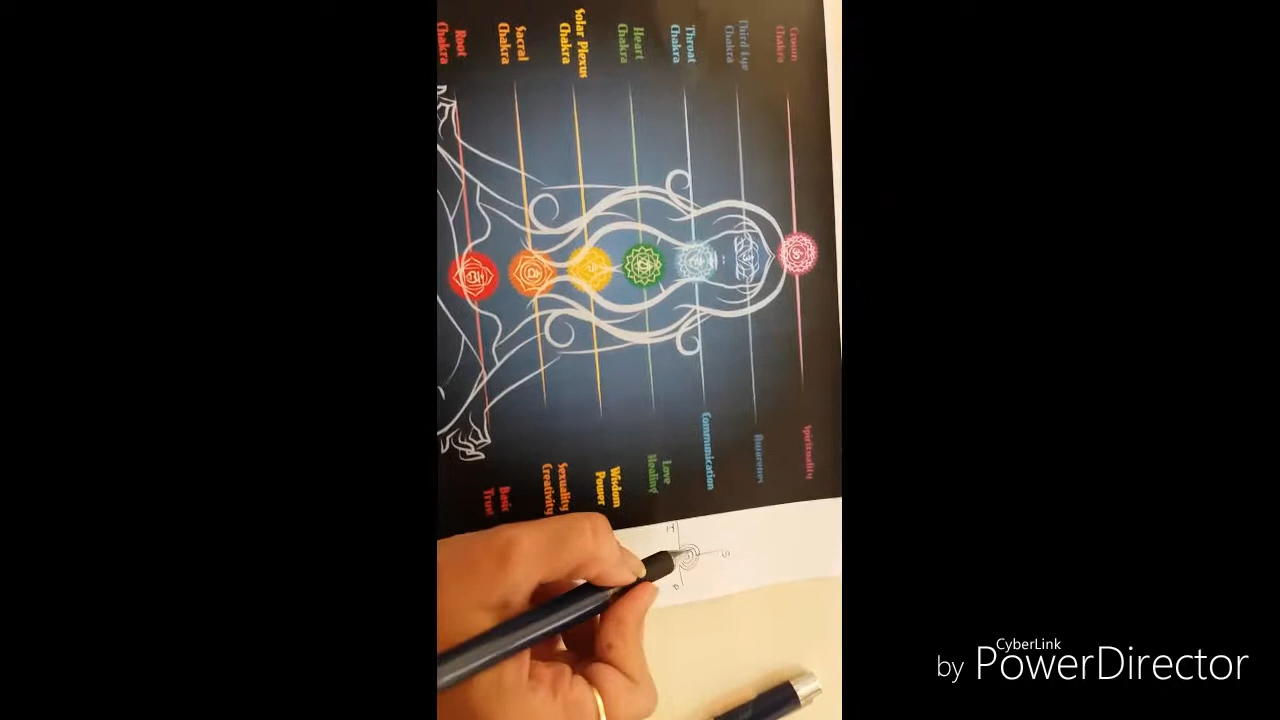 Crown
Chakra
Spirituality
Third Eye
Chakra
Awarenes
Throat
Chakra
Communication
Heart
Chakra
Love
Healing
Solar Plexus
Chakra
Wisdom
Power
Sacral
Chakra
Sexuality
Creativity
Root
Chakra
Basic
Trust
CyberLink
by PowerDirector